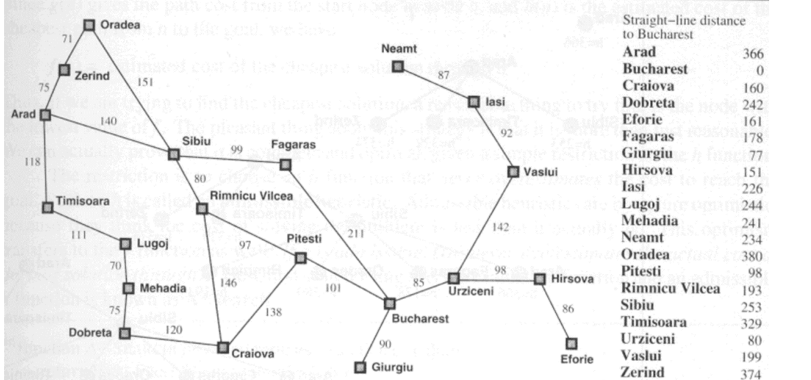 Oradea
71
Neamt
87
Zerind
151
75
Iasi
Arad
140
92
Sibiu
99
Fagaras
118
80
Vaslui
Rimnicu Vilcea
Timisoara
111
142
211
Lugoj
97
Pitesti
70
98
Hirsova
85
Mehadia
146
101
Urziceni
75
138
86
120
Bucharest
Dobreta
90
Craiova
Eforie
Giurgiu
Straight-line distance
to Bucharest
Arad 366
Bucharest 0
Craiova 160
Dobreta 242
Eforie 161
Fagaras 178
Giurgiu 77
Hirsova 151
Iasi 226
Lugoj 244
Mehadia 241
Neamt 234
Oradea 380
Pitesti 98
Rimnicu Vilcea 193
Sibiu 253
Timisoara 329
Urziceni 80
Vaslui 199
Zerind 374